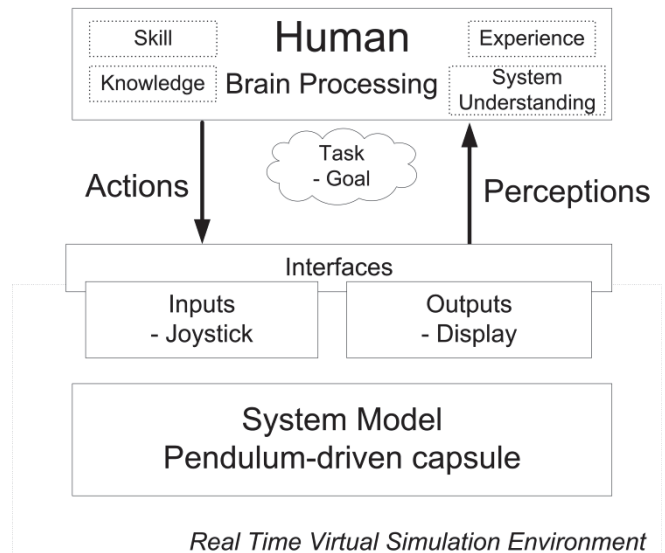 Skill
Human
Experience
Knowledge
Brain Processing
System
Understanding
Task
- Goal
Actions
Perceptions
Interfaces
Inputs
- Joystick
Outputs
- Display
System Model
Pendulum-driven capsule
Real Time Virtual Simulation Environment